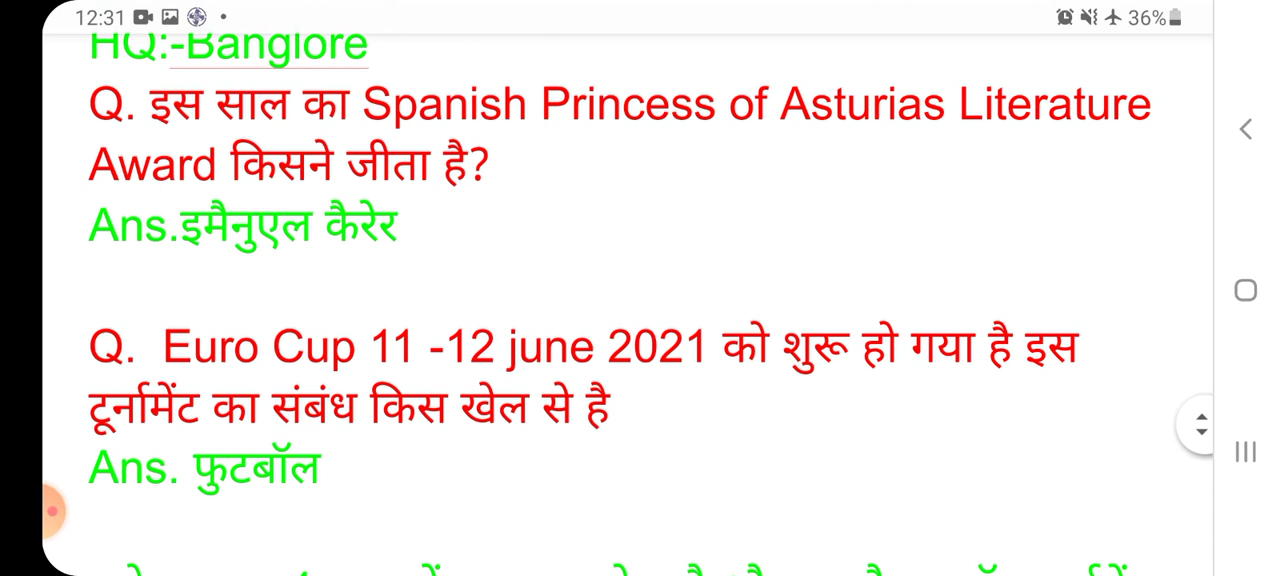 12:31
36%
HQ:-Banglore
Q. इस साल का Spanish Princess of Asturias Literature
Award किसने जीता है?
Ans.इमैनुएल कैरेर
Q. Euro Cup 11 -12 june 2021 को शुरू हो गया है इस
टूर्नामेंट का संबंध किस खेल से है
Ans. फुटबॉल